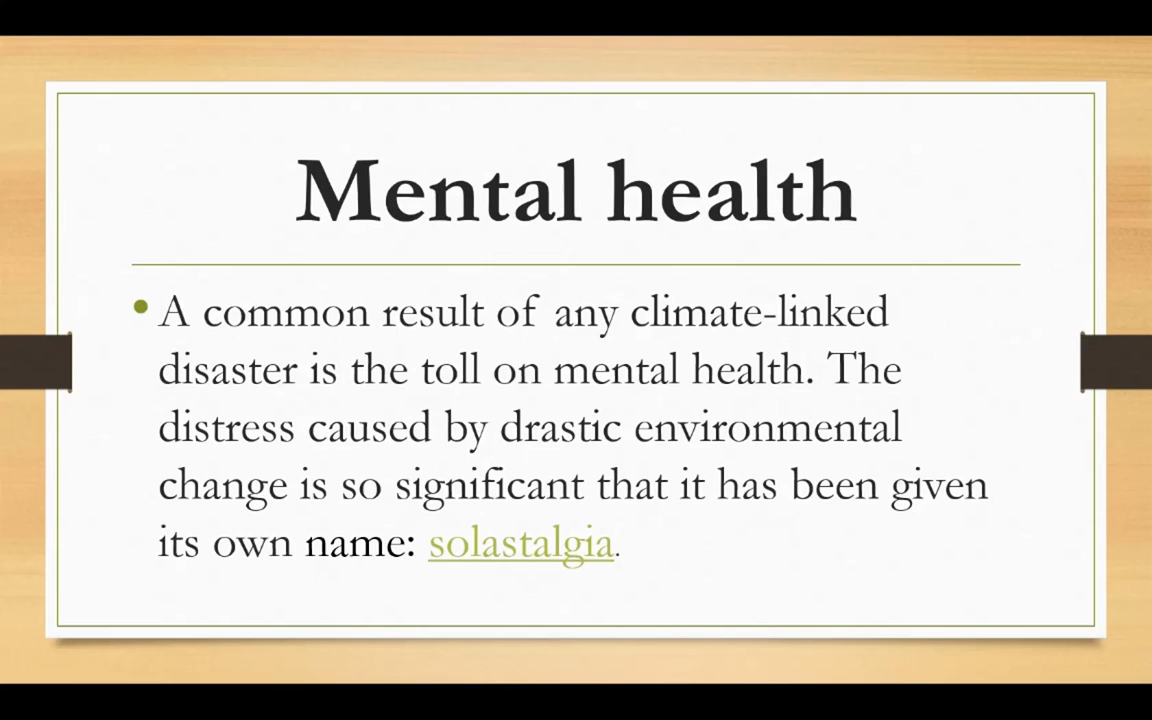 Mental health
• A common result of any climate-linked
disaster is the toll on mental health. The
distress caused by drastic environmental
change is so significant that it has been given
its own name: solastalgia.